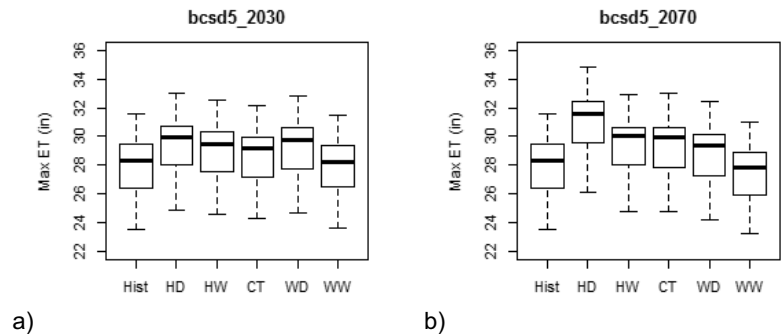 bcsd5_2030
Max ET (in)
36
34
32
30
28
26
24
22
Hist HD HW CT WD WW
a)
bcsd5_2070
Max ET (in)
36
34
32
30
28
26
24
22
Hist HD HW CT WD WW
b)